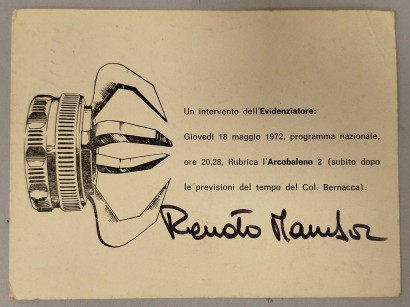 Un intervento dell'Evidenziatore:
Giovedì 18 maggio 1972, programma nazionale,
ore 20,28, Rubrica l'Arcobaleno 2 (subito dopo
le previsioni del tempo del Col. Bernacca).
Renato Mambor